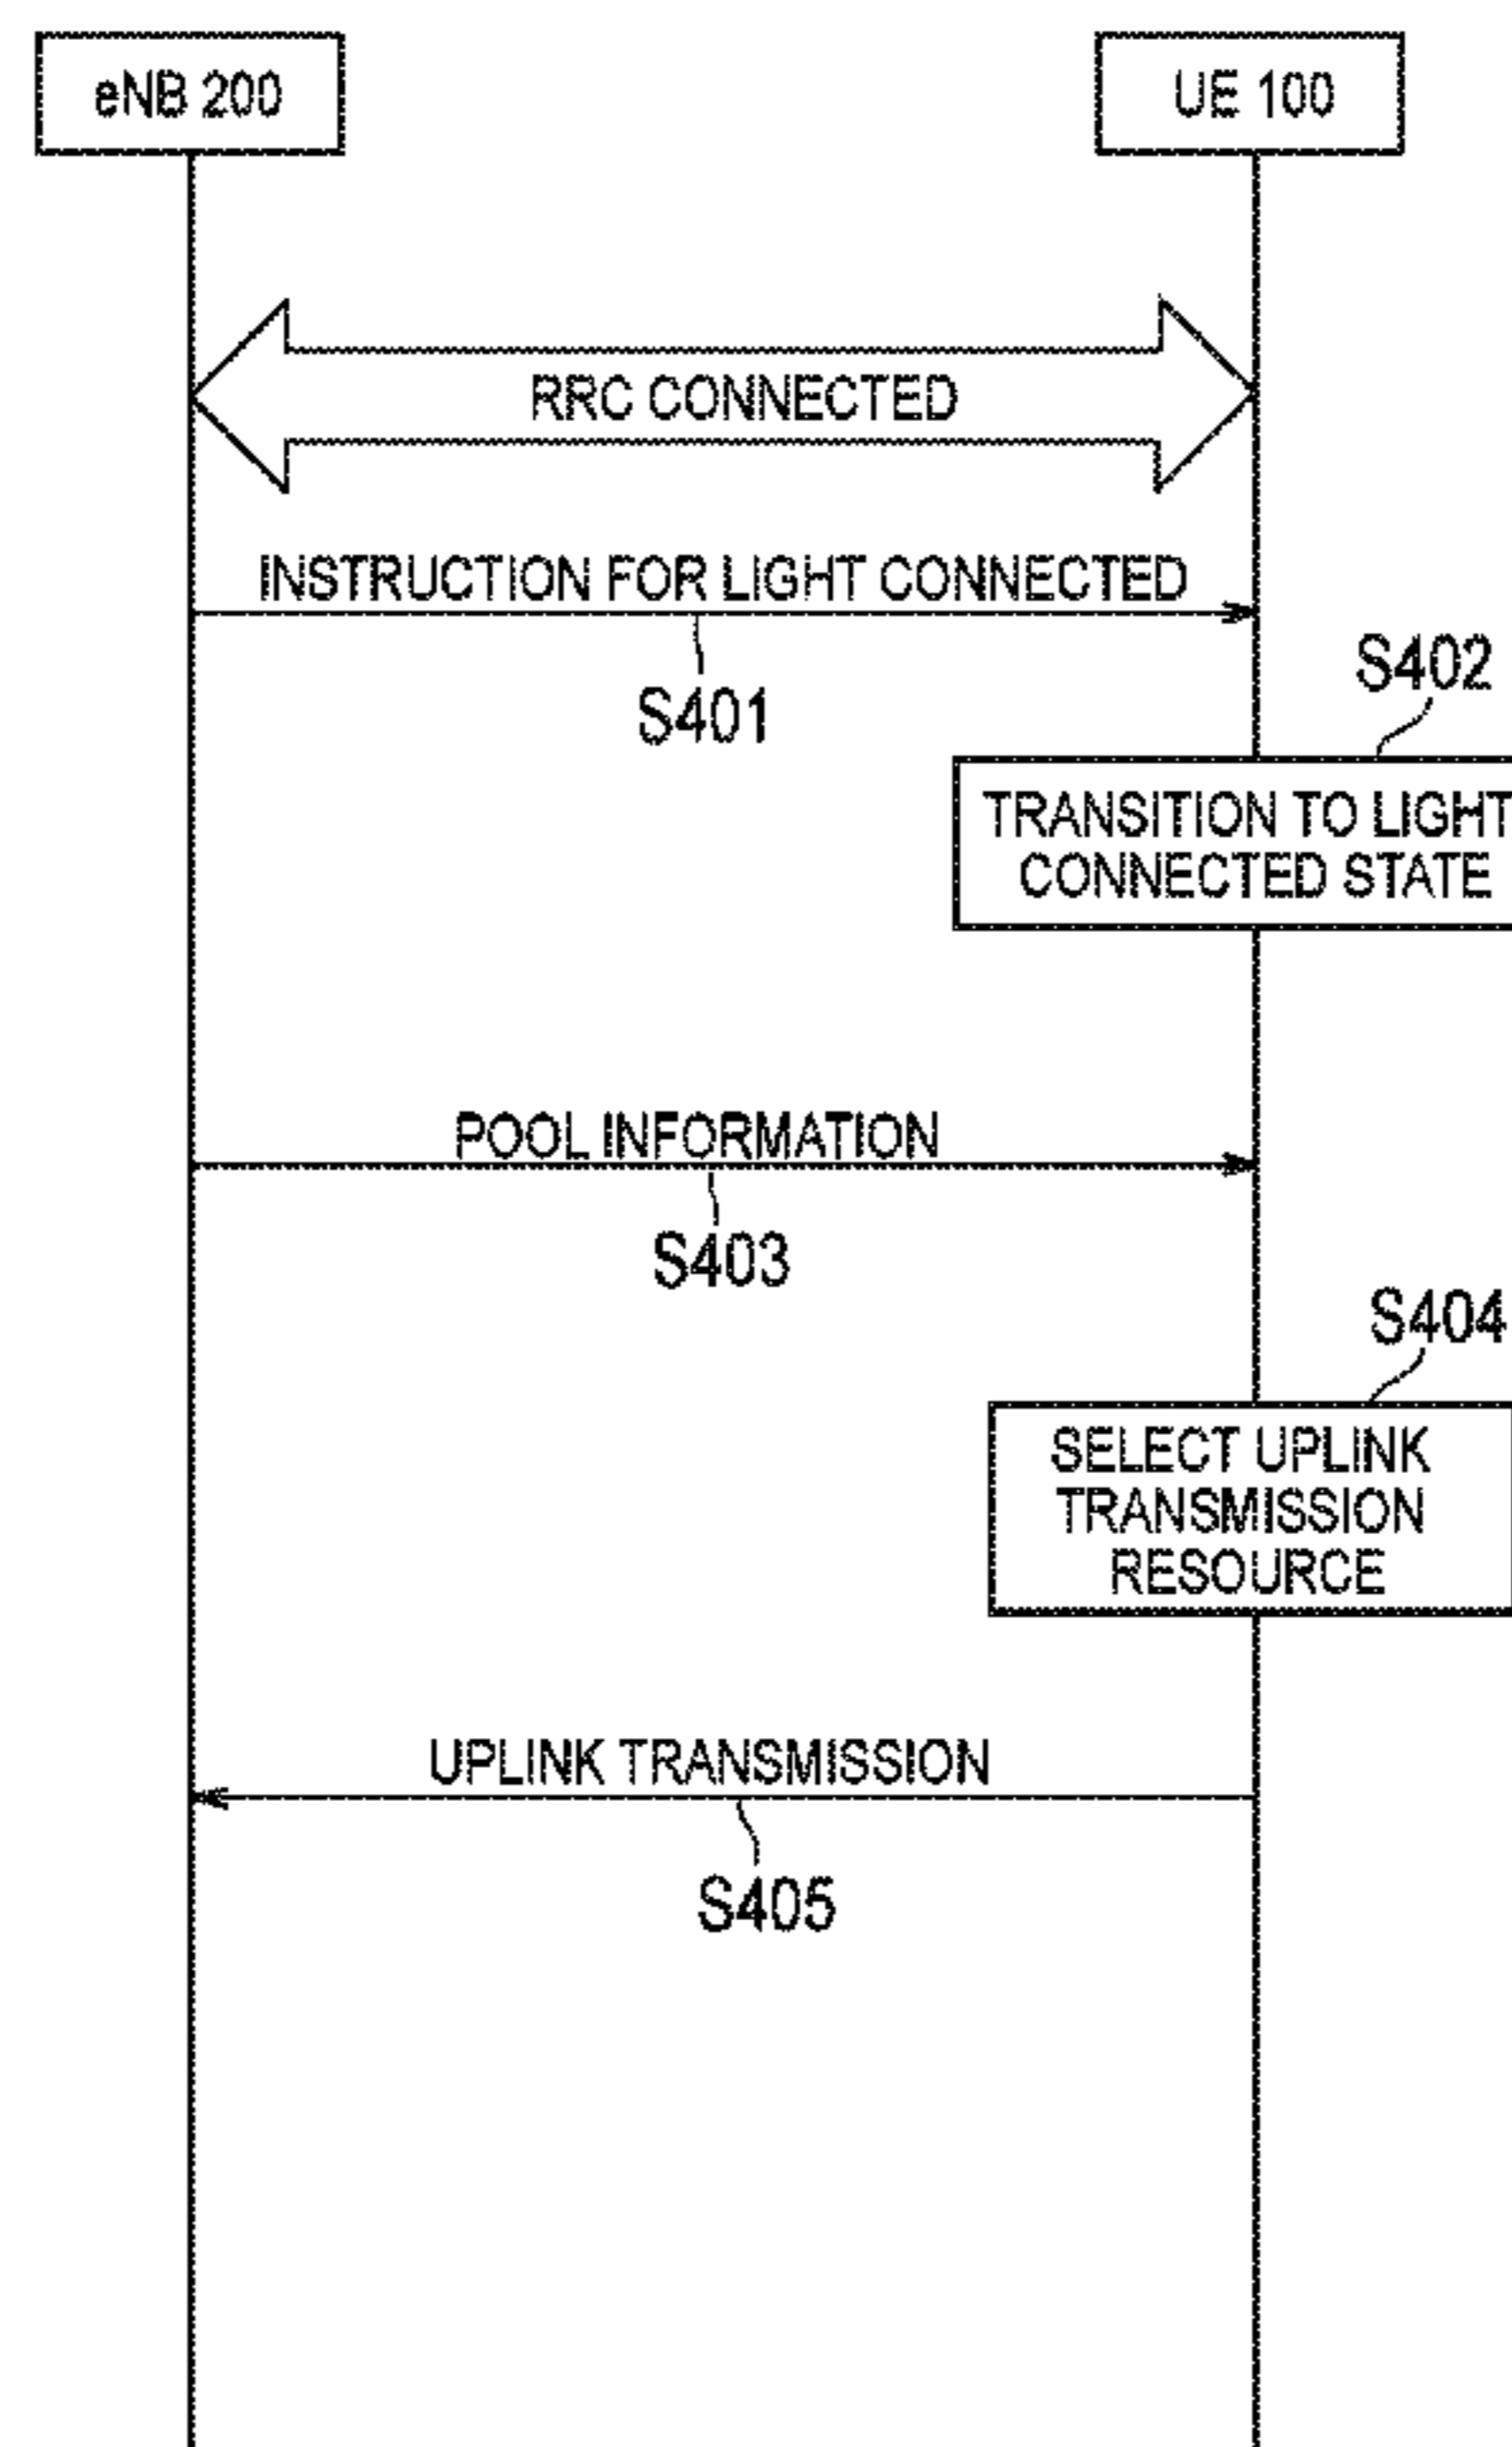 eNB 200
UE 100
RRC CONNECTED
INSTRUCTION FOR LIGHT CONNECTED
S401
S402
TRANSITION TO LIGHT
CONNECTED STATE
POOL INFORMATION
S403
S404
SELECT UPLINK
TRANSMISSION
RESOURCE
UPLINK TRANSMISSION
S405